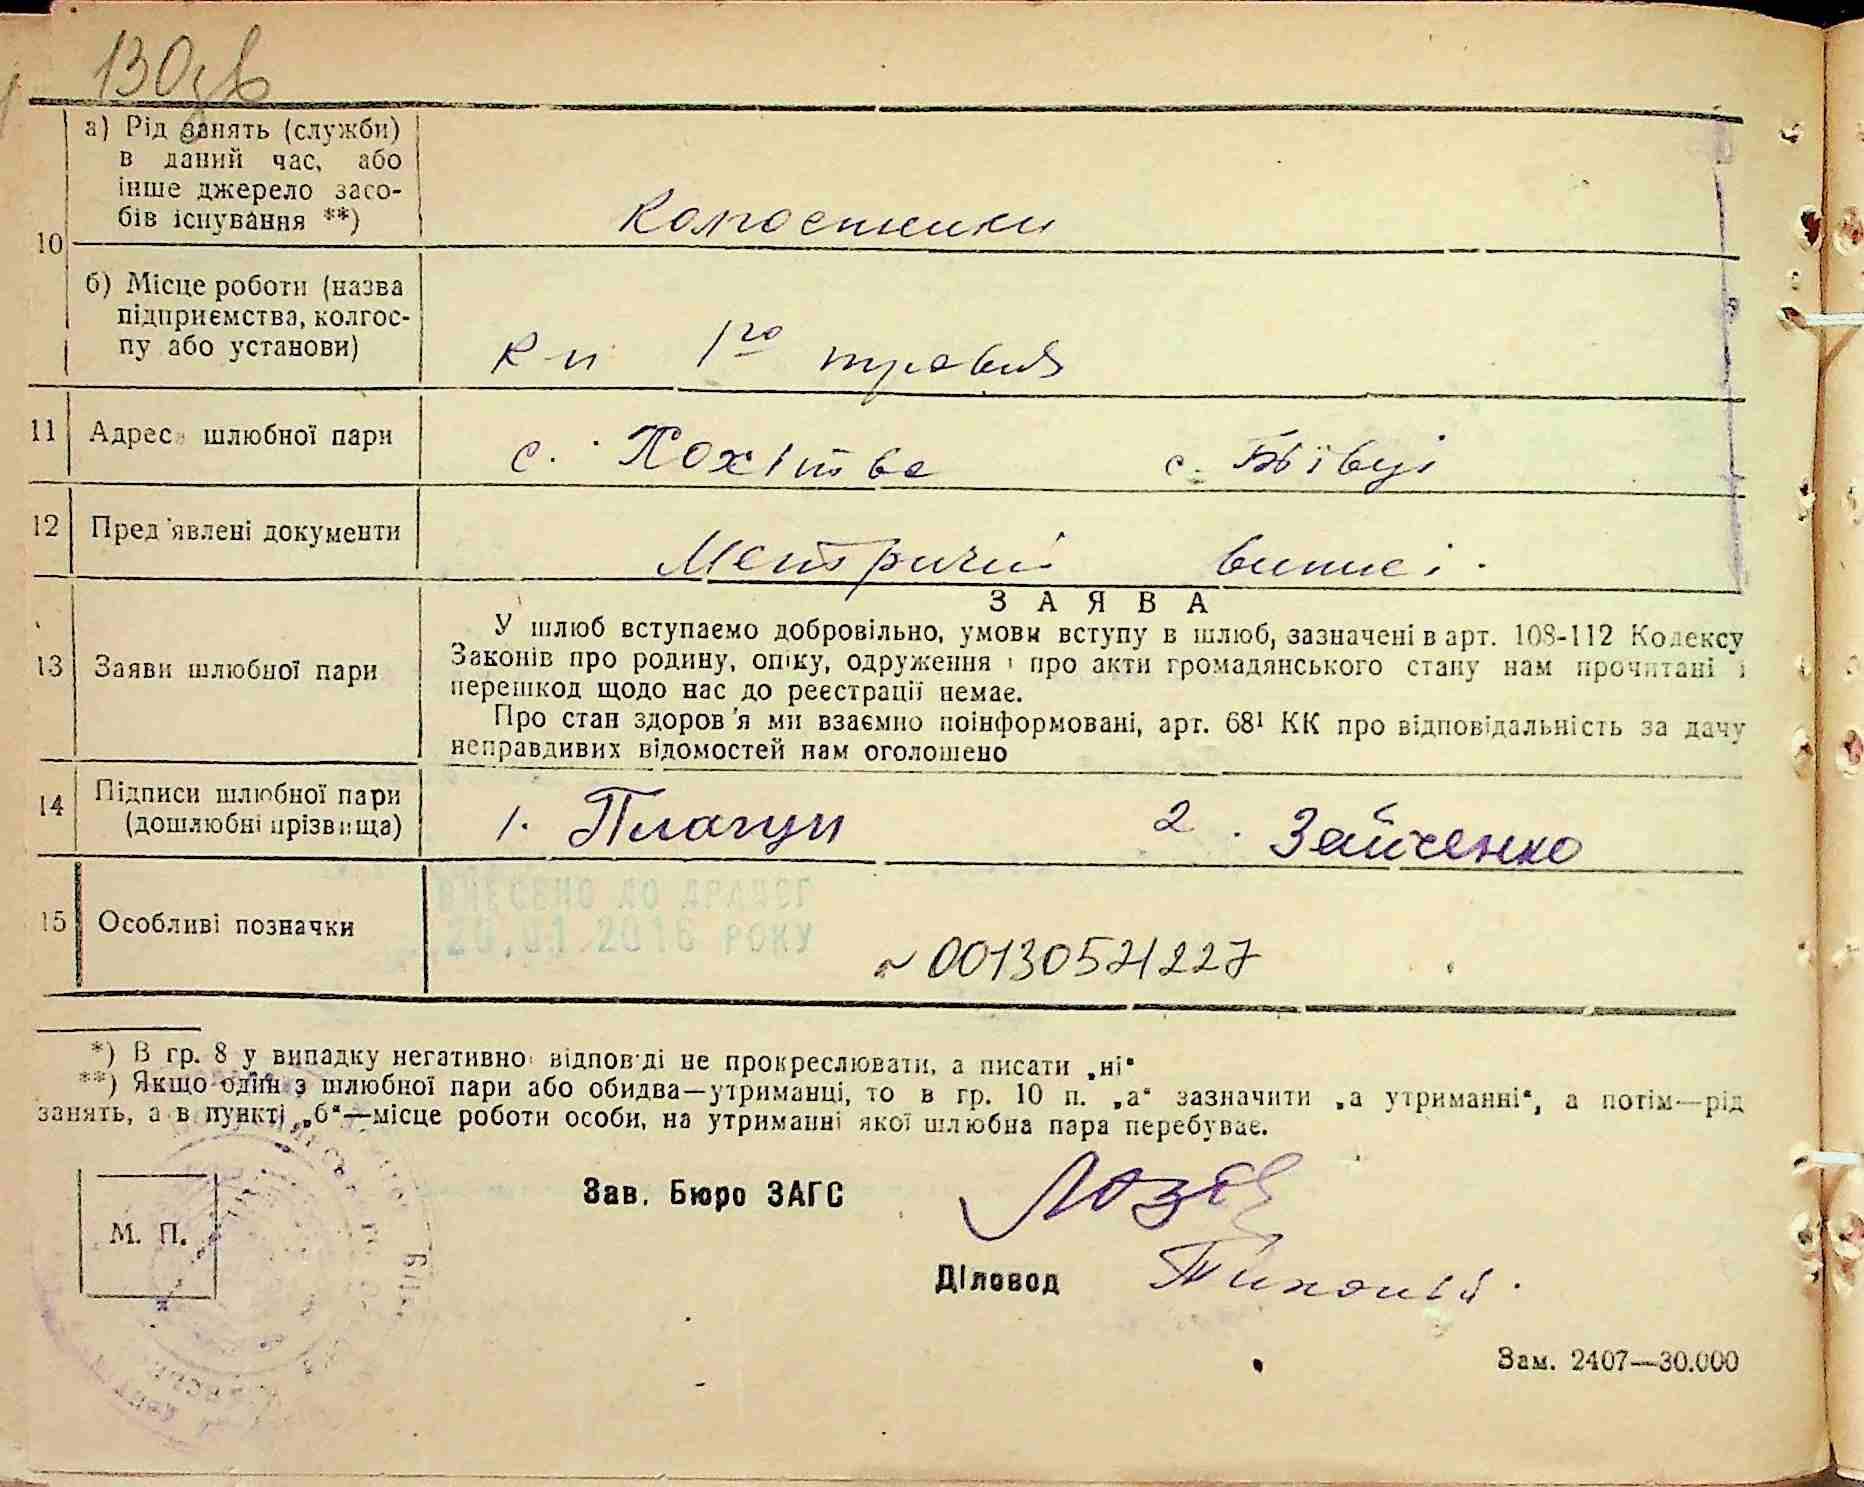 130зв
10
а) Рід занять (служби)
в даний час, або
інше джерело засо-
бів існування **)
Колгоспники
б) Місце роботи (назва
підприємства, колгос-
пу або установи)
к-п 1го травня
11 Адреса шлюбної пари с. Похітва с. Бзівці
12 Пред'явлені документи Метричні виписі.
ЗАЯВА
13 Заяви шлюбної пари
У шлюб вступаємо добровільно, умови вступу в шлюб, зазначені в арт. 108-112 Кодексу
Законів про родину, опіку, одруження і про акти громадянського стану нам прочитані і
перешкод щодо нас до реєстрації немає.
Про стан здоров'я ми взаємно поінформовані, арт. 68¹ КК про відповідальність за дачу
неправдивих відомостей нам оголошено
14 Підписи шлюбної пари
(дошлюбні прізвища)
1. Плагун 2. Зайченко
15 Особливі позначки
ВНЕСЕНО ДО ДРАЦСГ
20.01.2016 РОКУ
~00130521227
*) В гр. 8 у випадку негативної відповіді не прокреслювати, а писати „ні“
**) Якщо один з шлюбної пари або обидва—утриманці, то в гр. 10 п. „а“ зазначити „а утриманні“, а потім—рід
занять, а в пункті „б“—місце роботи особи, на утриманні якої шлюбна пара перебуває.
М. П.
Зав. Бюро ЗАГС
Діловод
Зам. 2407—30.000